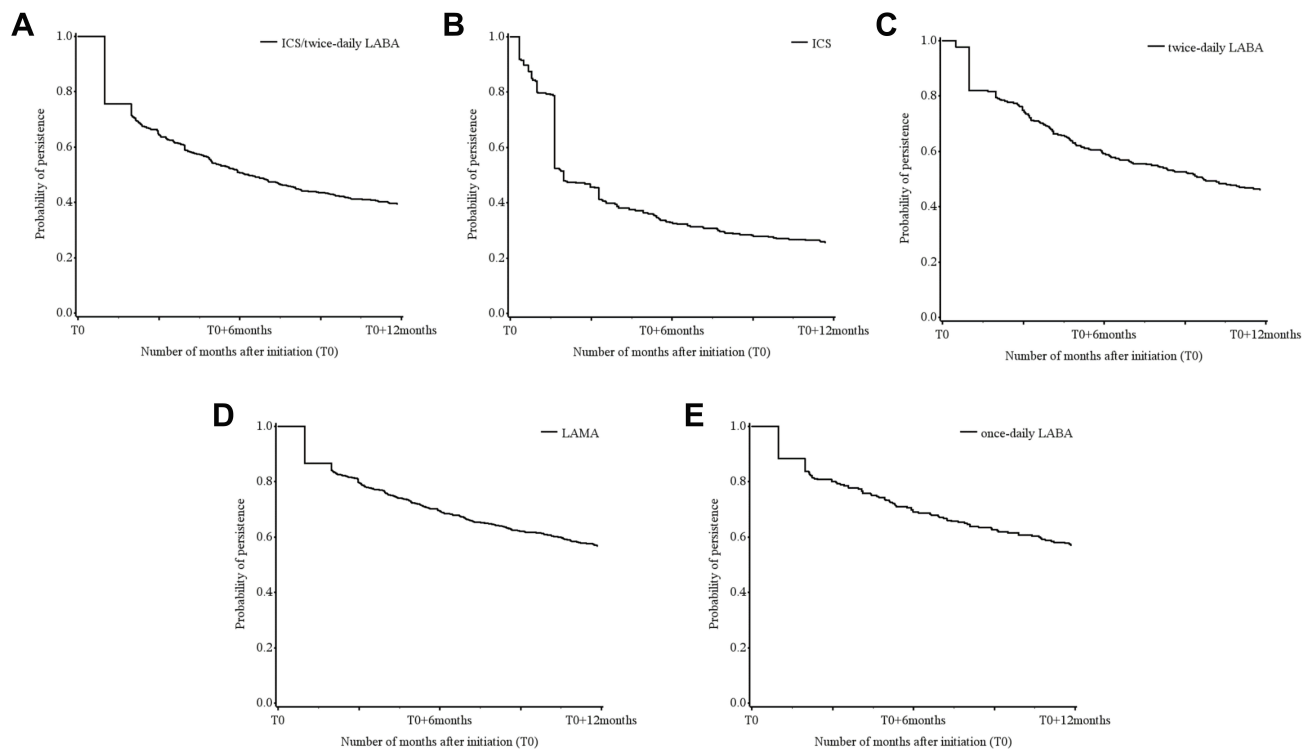 A
ICS/twice-daily LABA
Probability of persistence
1.0
0.8
0.6
0.4
0.2
0.0
T0
T0+6months
T0+12months
Number of months after initiation (T0)
B
ICS
Probability of persistence
1.0
0.8
0.6
0.4
0.2
0.0
T0
T0+6months
T0+12months
Number of months after initiation (T0)
C
twice-daily LABA
Probability of persistence
1.0
0.8
0.6
0.4
0.2
0.0
T0
T0+6months
T0+12months
Number of months after initiation (T0)
D
LAMA
Probability of persistence
1.0
0.8
0.6
0.4
0.2
0.0
T0
T0+6months
T0+12months
Number of months after initiation (T0)
E
once-daily LABA
Probability of persistence
1.0
0.8
0.6
0.4
0.2
0.0
T0
T0+6months
T0+12months
Number of months after initiation (T0)